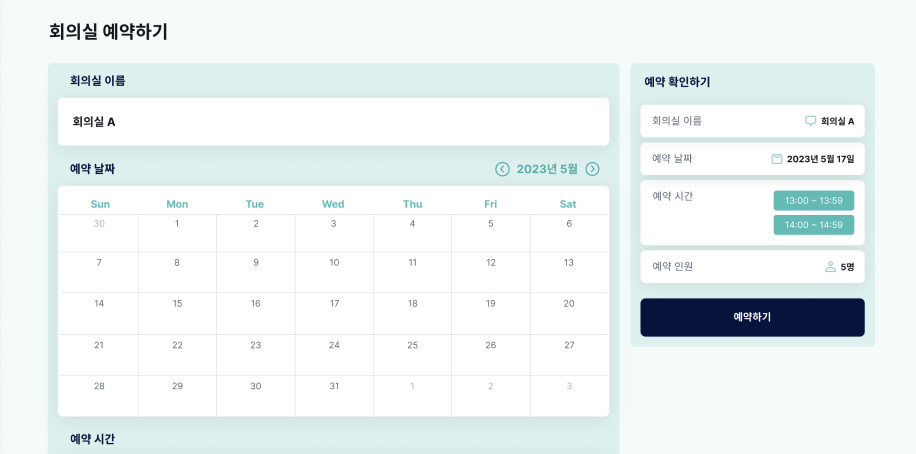 회의실 예약하기
회의실 이름
회의실 A
예약 날짜
2023년 5월
Sun Mon Tue Wed Thu Fri Sat
30 1 2 3 4 5 6
7 8 9 10 11 12 13
14 15 16 17 18 19 20
21 22 23 24 25 26 27
28 29 30 31 1 2 3
예약 시간
예약 확인하기
회의실 이름 회의실 A
예약 날짜 2023년 5월 17일
예약 시간 13:00 ~ 13:59
14:00 ~ 14:59
예약 인원 5명
예약하기